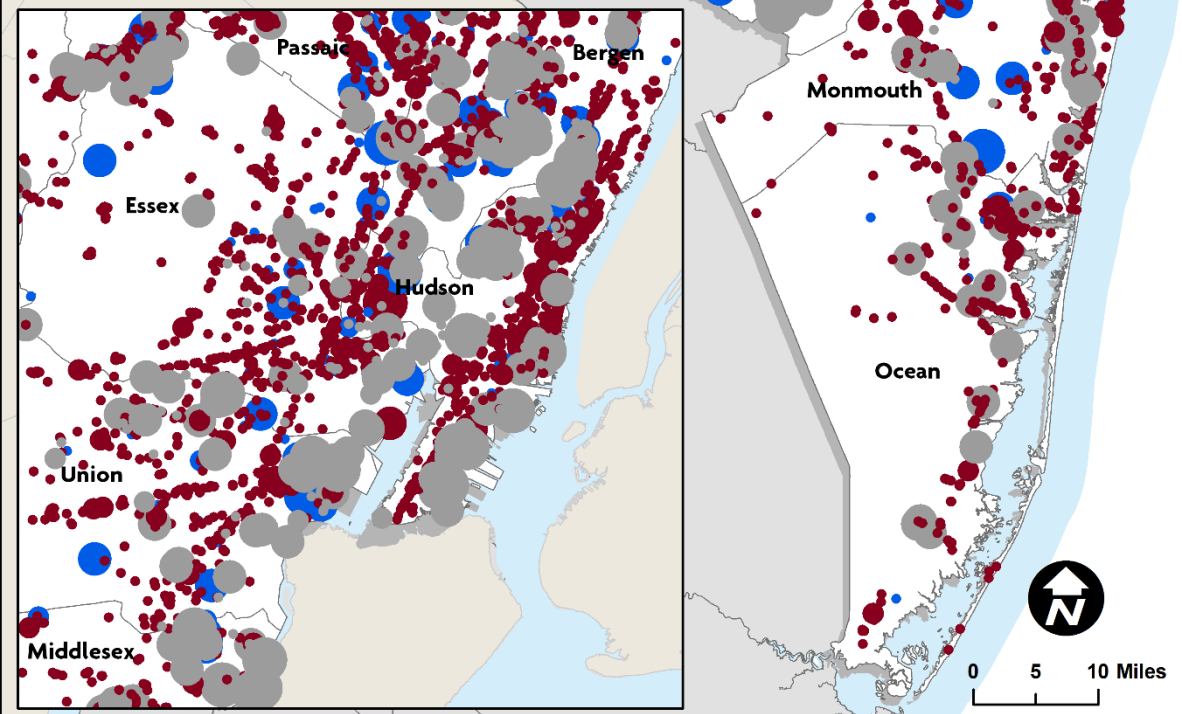 Passaic
Bergen
Essex
Hudson
Union
Middlesex
Monmouth
Ocean
N
0 5 10 Miles